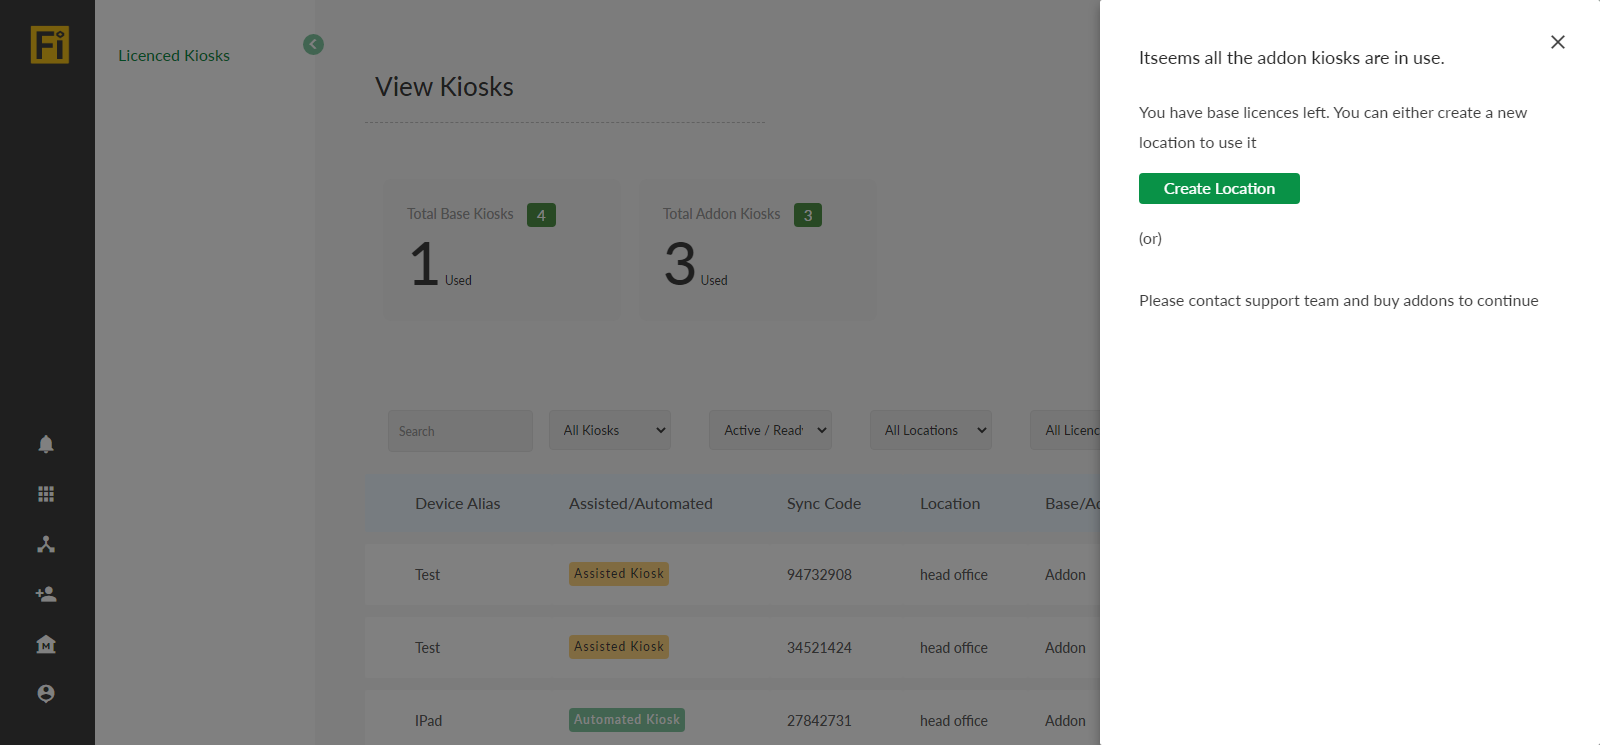 Fi
Licenced Kiosks
View Kiosks
Total Base Kiosks 4
1 Used
Total Addon Kiosks 3
3 Used
Search
All Kiosks
Active / Read
All Locations
All Licenc
Device Alias Assisted/Automated Sync Code Location Base/Ad
Test Assisted Kiosk 94732908 head office Addon
Test Assisted Kiosk 34521424 head office Addon
IPad Automated Kiosk 27842731 head office Addon
Itseems all the addon kiosks are in use.
You have base licences left. You can either create a new
location to use it
Create Location
(or)
Please contact support team and buy addons to continue